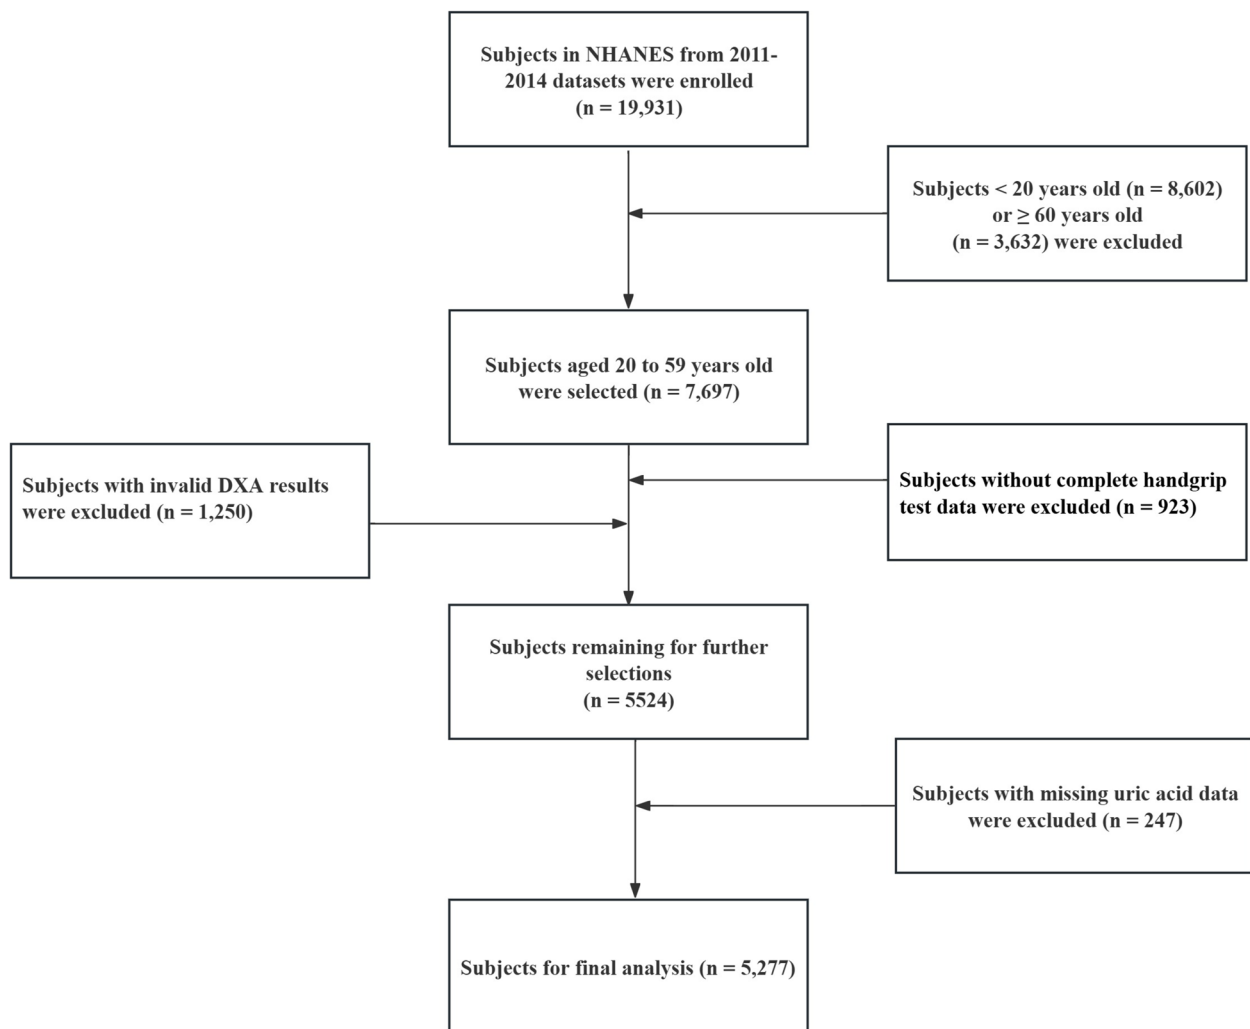 Subjects in NHANES from 2011-
2014 datasets were enrolled
(n = 19,931)
Subjects < 20 years old (n = 8,602)
or ≥ 60 years old
(n = 3,632) were excluded
Subjects aged 20 to 59 years old
were selected (n = 7,697)
Subjects with invalid DXA results
were excluded (n = 1,250)
Subjects without complete handgrip
test data were excluded (n = 923)
Subjects remaining for further
selections
(n = 5524)
Subjects with missing uric acid data
were excluded (n = 247)
Subjects for final analysis (n = 5,277)